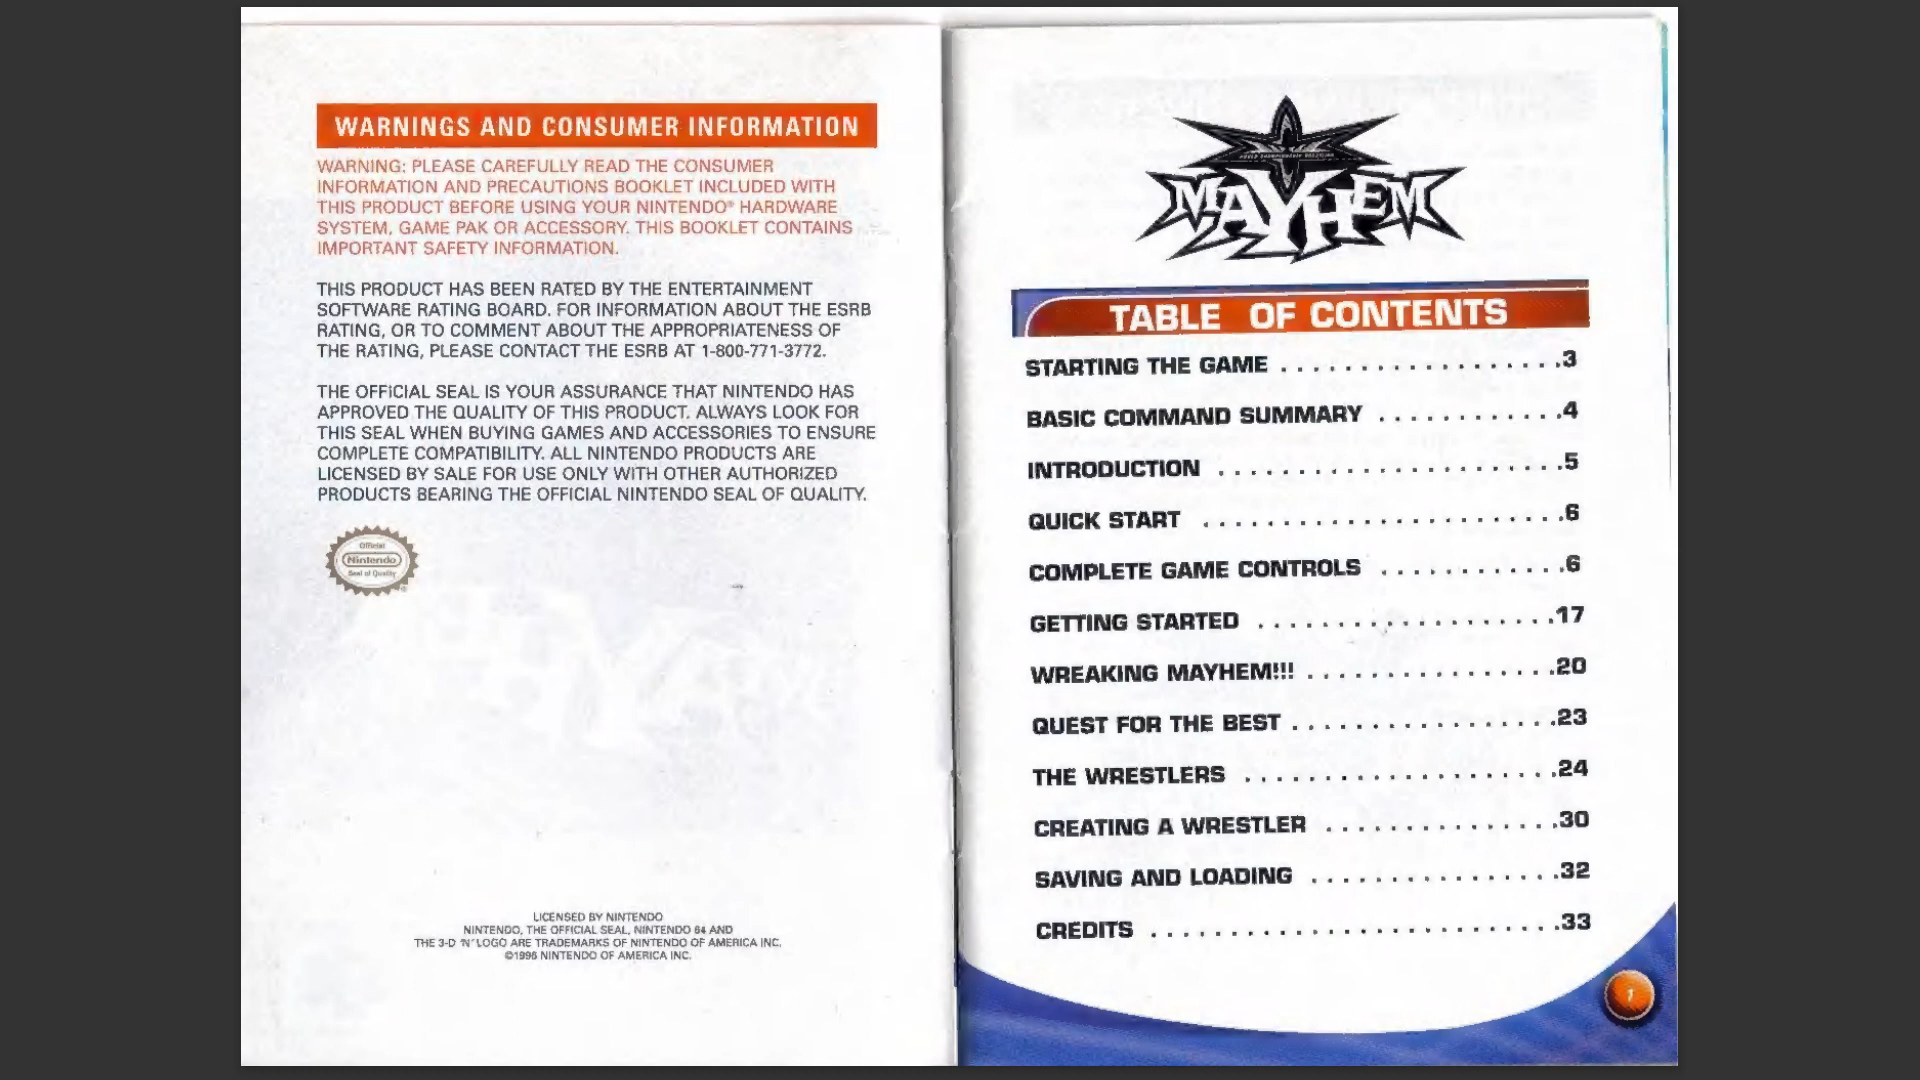 WARNINGS AND CONSUMER INFORMATION
WARNING: PLEASE CAREFULLY READ THE CONSUMER
INFORMATION AND PRECAUTIONS BOOKLET INCLUDED WITH
THIS PRODUCT BEFORE USING YOUR NINTENDO® HARDWARE
SYSTEM, GAME PAK OR ACCESSORY. THIS BOOKLET CONTAINS
IMPORTANT SAFETY INFORMATION.
THIS PRODUCT HAS BEEN RATED BY THE ENTERTAINMENT
SOFTWARE RATING BOARD. FOR INFORMATION ABOUT THE ESRB
RATING, OR TO COMMENT ABOUT THE APPROPRIATENESS OF
THE RATING, PLEASE CONTACT THE ESRB AT 1-800-771-3772.
THE OFFICIAL SEAL IS YOUR ASSURANCE THAT NINTENDO HAS
APPROVED THE QUALITY OF THIS PRODUCT. ALWAYS LOOK FOR
THIS SEAL WHEN BUYING GAMES AND ACCESSORIES TO ENSURE
COMPLETE COMPATIBILITY. ALL NINTENDO PRODUCTS ARE
LICENSED BY SALE FOR USE ONLY WITH OTHER AUTHORIZED
PRODUCTS BEARING THE OFFICIAL NINTENDO SEAL OF QUALITY.
Official
Nintendo
Seal of Quality
LICENSED BY NINTENDO
NINTENDO, THE OFFICIAL SEAL, NINTENDO 64 AND
THE 3-D "N" LOGO ARE TRADEMARKS OF NINTENDO OF AMERICA INC.
©1996 NINTENDO OF AMERICA INC.
WORLD CHAMPIONSHIP WRESTLING
MAYHEM
TABLE OF CONTENTS
STARTING THE GAME . . . . . . . . . . . . . . . . . .3
BASIC COMMAND SUMMARY . . . . . . . . . . . .4
INTRODUCTION . . . . . . . . . . . . . . . . . . . . . .5
QUICK START . . . . . . . . . . . . . . . . . . . . . . .6
COMPLETE GAME CONTROLS . . . . . . . . . . . .6
GETTING STARTED . . . . . . . . . . . . . . . . . . .17
WREAKING MAYHEM!!! . . . . . . . . . . . . . . . .20
QUEST FOR THE BEST . . . . . . . . . . . . . . . . .23
THE WRESTLERS . . . . . . . . . . . . . . . . . . . .24
CREATING A WRESTLER . . . . . . . . . . . . . . .30
SAVING AND LOADING . . . . . . . . . . . . . . . .32
CREDITS . . . . . . . . . . . . . . . . . . . . . . . . . .33
1